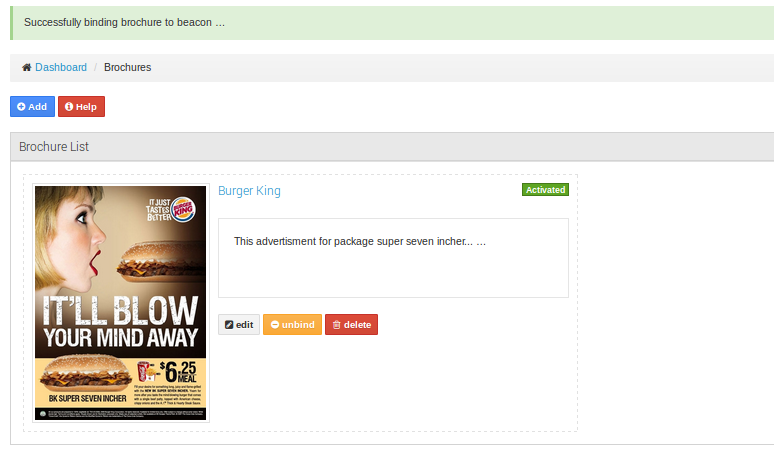 Successfully binding brochure to beacon ...
Dashboard / Brochures
Add Help
Brochure List
Burger King
Activated
This advertisment for package super seven incher... ...
edit unbind delete
IT JUST
TASTES
BETTER
BURGER
KING
IT'LL BLOW
YOUR MIND AWAY
$6.25
MEAL
BK SUPER SEVEN INCHER